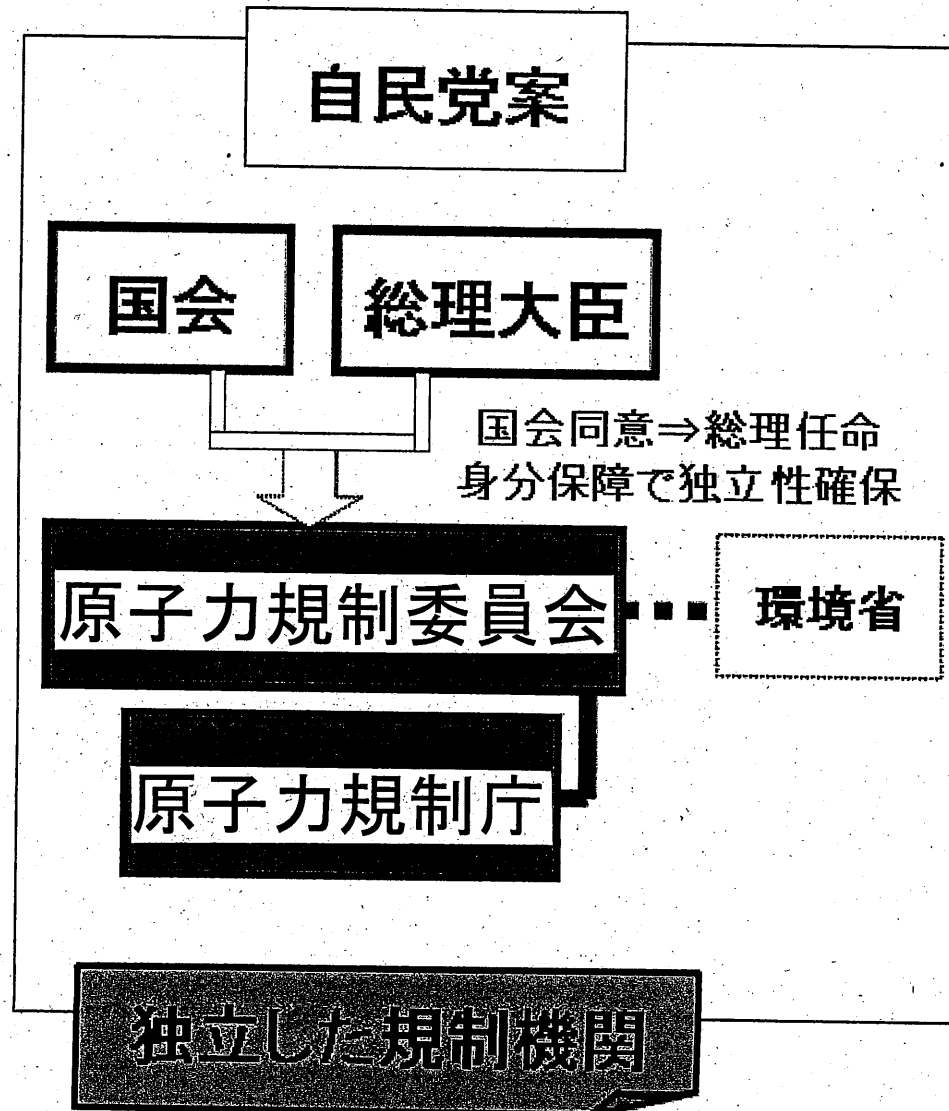 自民党案
国会
総理大臣
国会同意⇒総理任命
身分保障で独立性確保
原子力規制委員会
環境省
原子力規制庁
独立した規制機関